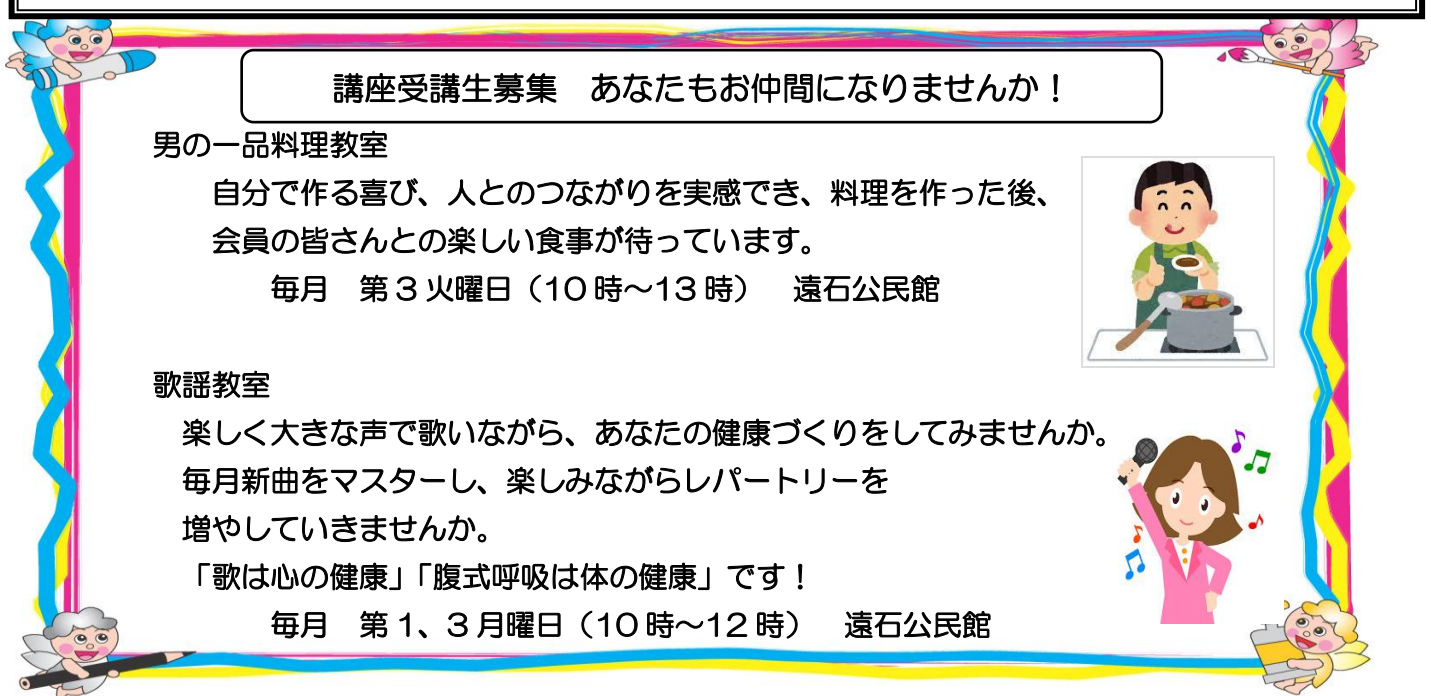 講座受講生募集　あなたもお仲間になりませんか！
男の一品料理教室
自分で作る喜び、人とのつながりを実感でき、料理を作った後、
会員の皆さんとの楽しい食事が待っています。
毎月　第３火曜日（10時～13時）　遠石公民館
歌謡教室
楽しく大きな声で歌いながら、あなたの健康づくりをしてみませんか。
毎月新曲をマスターし、楽しみながらレパートリーを
増やしていきませんか。
「歌は心の健康」「腹式呼吸は体の健康」です！
毎月　第１、３月曜日（10時～12時）　遠石公民館